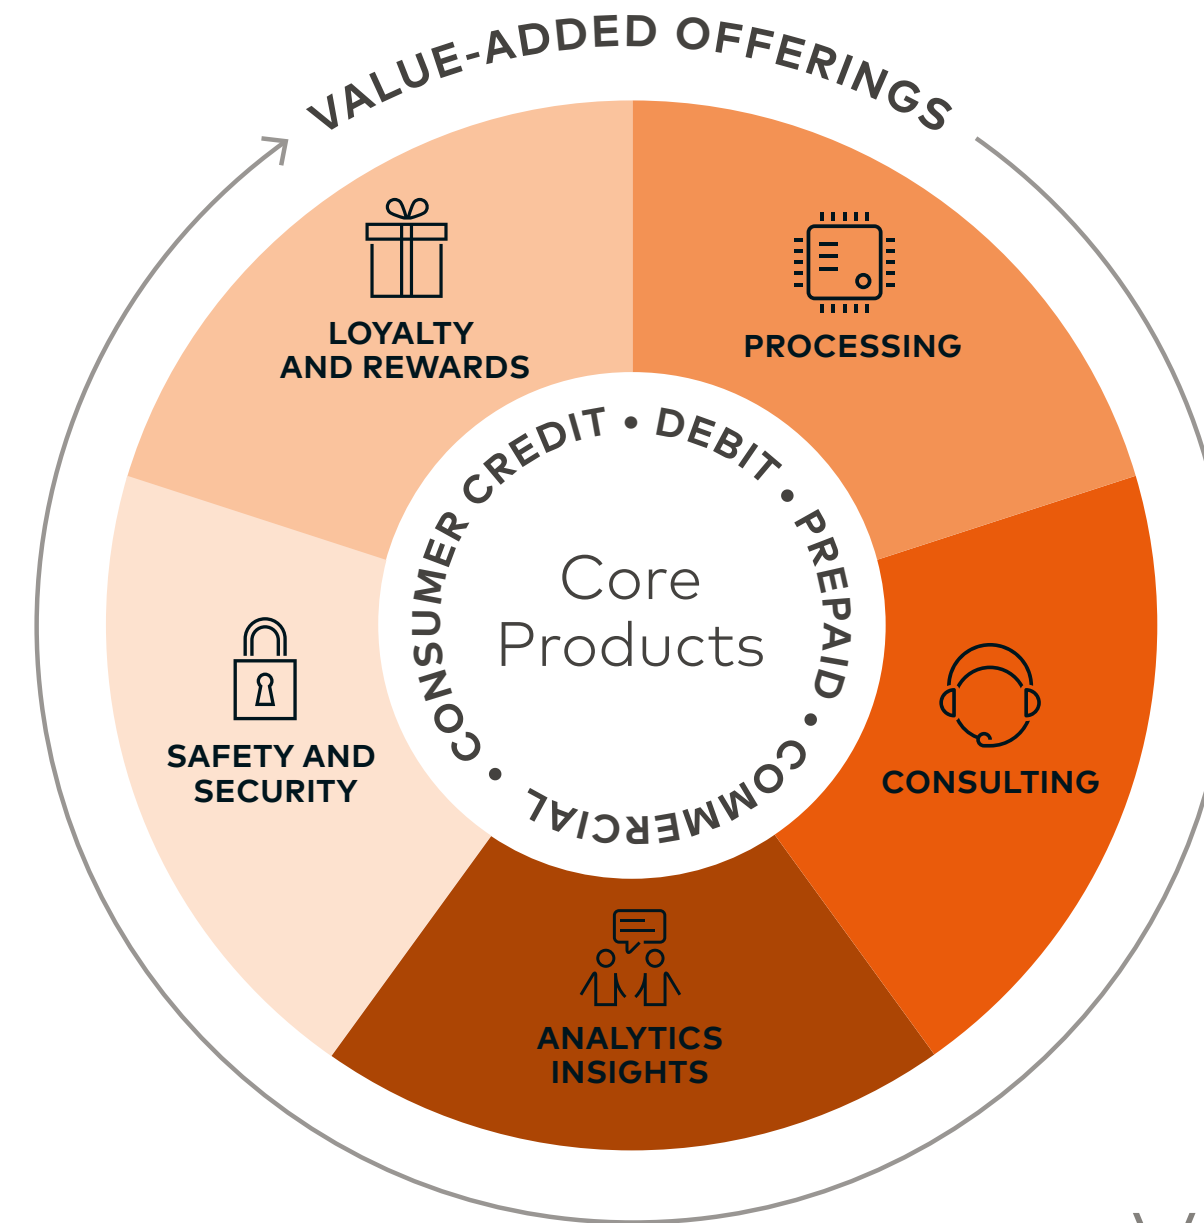 VALUE-ADDED OFFERINGS
LOYALTY
AND REWARDS
PROCESSING
CONSUMER CREDIT • DEBIT • PREPAID • COMMERCIAL •
Core
Products
SAFETY AND
SECURITY
CONSULTING
ANALYTICS
INSIGHTS